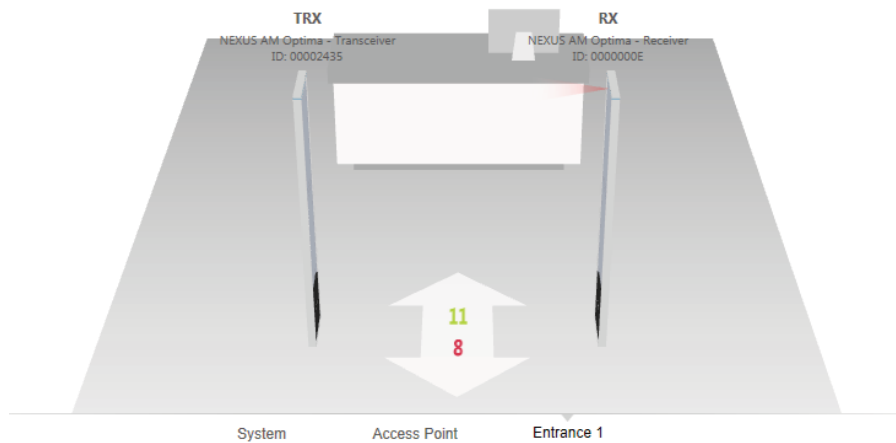 TRX
NEXUS AM Optima - Transceiver
ID: 00002435
RX
NEXUS AM Optima - Receiver
ID: 0000000E
11
8
System
Access Point
Entrance 1